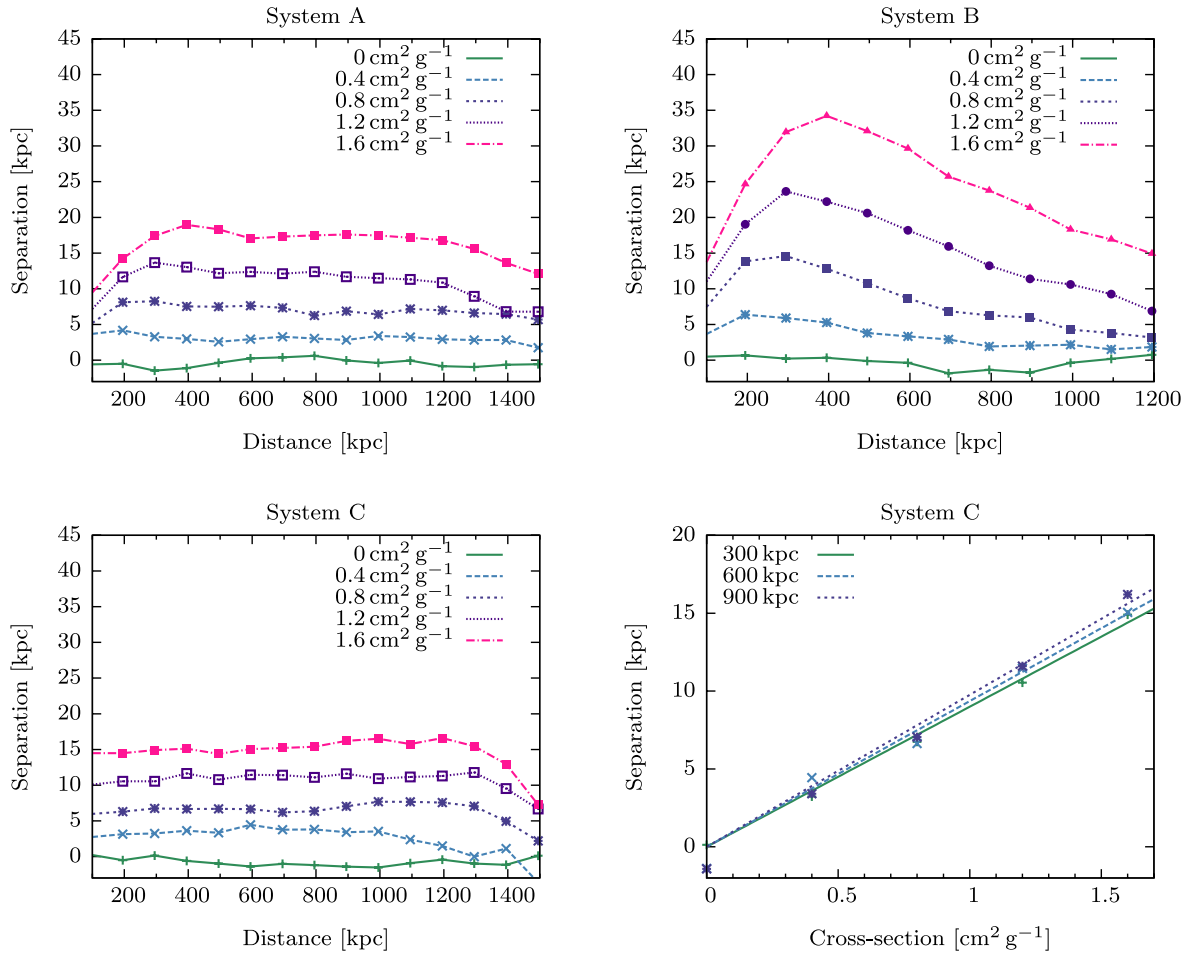 System A
45
40
35
30
25
20
15
10
5
0
Separation [kpc]
0 cm² g⁻¹
0.4 cm² g⁻¹
0.8 cm² g⁻¹
1.2 cm² g⁻¹
1.6 cm² g⁻¹
200 400 600 800 1000 1200 1400
Distance [kpc]
System B
45
40
35
30
25
20
15
10
5
0
Separation [kpc]
0 cm² g⁻¹
0.4 cm² g⁻¹
0.8 cm² g⁻¹
1.2 cm² g⁻¹
1.6 cm² g⁻¹
200 400 600 800 1000 1200
Distance [kpc]
System C
45
40
35
30
25
20
15
10
5
0
Separation [kpc]
0 cm² g⁻¹
0.4 cm² g⁻¹
0.8 cm² g⁻¹
1.2 cm² g⁻¹
1.6 cm² g⁻¹
200 400 600 800 1000 1200 1400
Distance [kpc]
System C
20
15
10
5
0
Separation [kpc]
300 kpc
600 kpc
900 kpc
0 0.5 1 1.5
Cross-section [cm² g⁻¹]